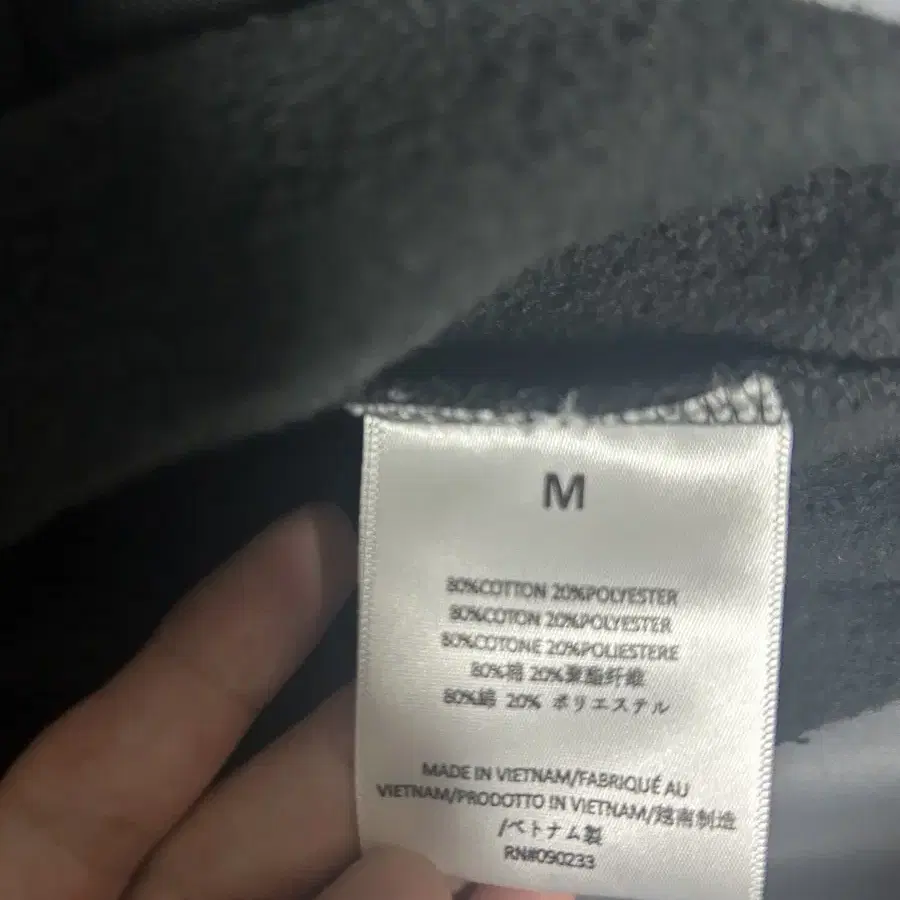 M
80%COTTON 20%POLYESTER
80%COTON 20%POLYESTER
80%COTONE 20%POLIESTERE
80%棉 20%聚酯纤维
80%綿 20% ポリエステル
MADE IN VIETNAM/FABRIQUÉ AU
VIETNAM/PRODOTTO IN VIETNAM/越南制造
/ベトナム製
RN#090233